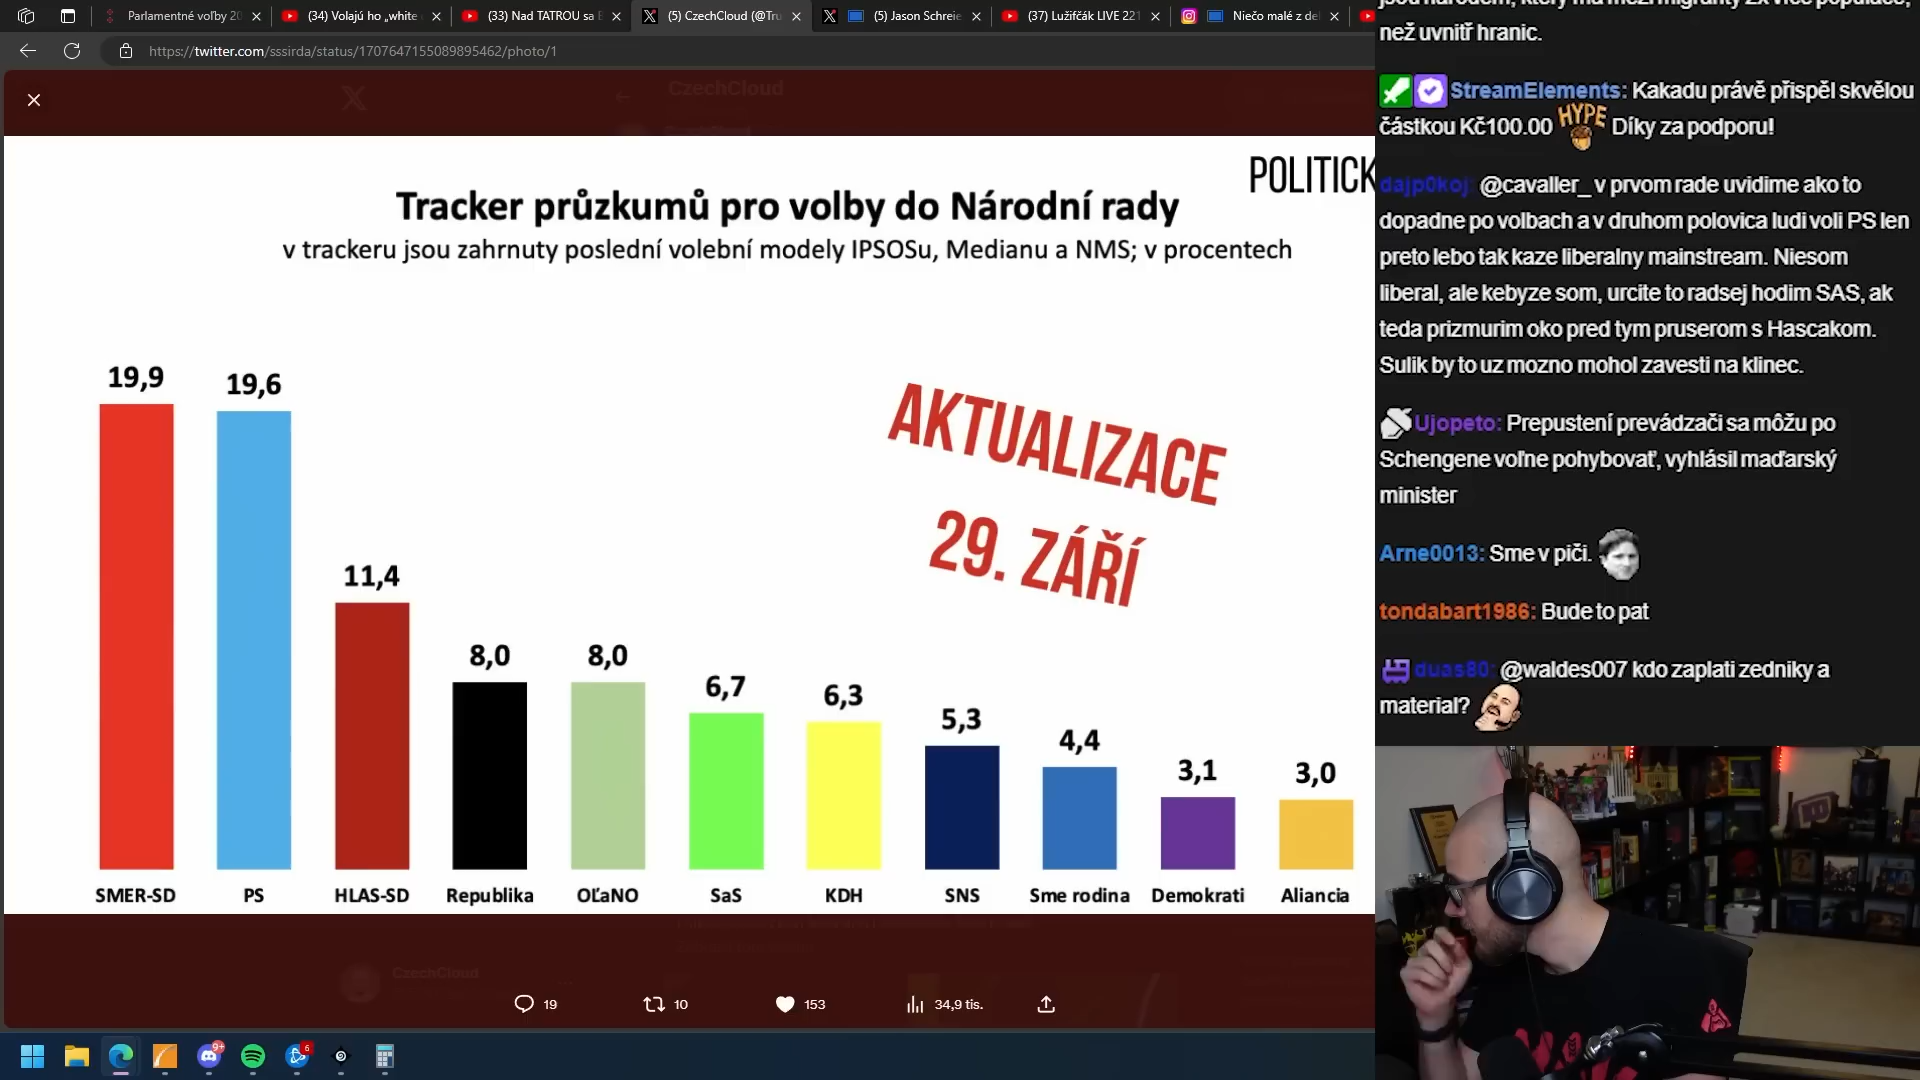 Parlamentné voľby 20
(34) Volajú ho „white
(33) Nad TATROU sa
(5) CzechCloud (@Tru
(5) Jason Schreie
(37) Lužifčák LIVE 221
Niečo malé z de
https://twitter.com/sssirda/status/1707647155089895462/photo/1
CzechCloud
POLITICK
Tracker průzkumů pro volby do Národní rady
v trackeru jsou zahrnuty poslední volební modely IPSOSu, Medianu a NMS; v procentech
AKTUALIZACE
29. ZÁŘÍ
19,9
19,6
11,4
8,0
8,0
6,7
6,3
5,3
4,4
3,1
3,0
SMER-SD
PS
HLAS-SD
Republika
OĽaNO
SaS
KDH
SNS
Sme rodina
Demokrati
Aliancia
CzechCloud
19
10
153
34,9 tis.
9+
6
než uvnitř hranic.
StreamElements: Kakadu právě přispěl skvělou
částkou Kč100.00 HYPE Díky za podporu!
dajp0koj: @cavaller_ v prvom rade uvidime ako to
dopadne po volbach a v druhom polovica ludi voli PS len
preto lebo tak kaze liberalny mainstream. Niesom
liberal, ale kebyze som, urcite to radsej hodim SAS, ak
teda prizmurim oko pred tym pruserom s Hascakom.
Sulik by to uz mozno mohol zavesti na klinec.
Ujopeto: Prepustení prevádzači sa môžu po
Schengene voľne pohybovať, vyhlásil maďarský
minister
Arne0013: Sme v piči.
tondabart1986: Bude to pat
duas80: @waldes007 kdo zaplati zedniky a
material?